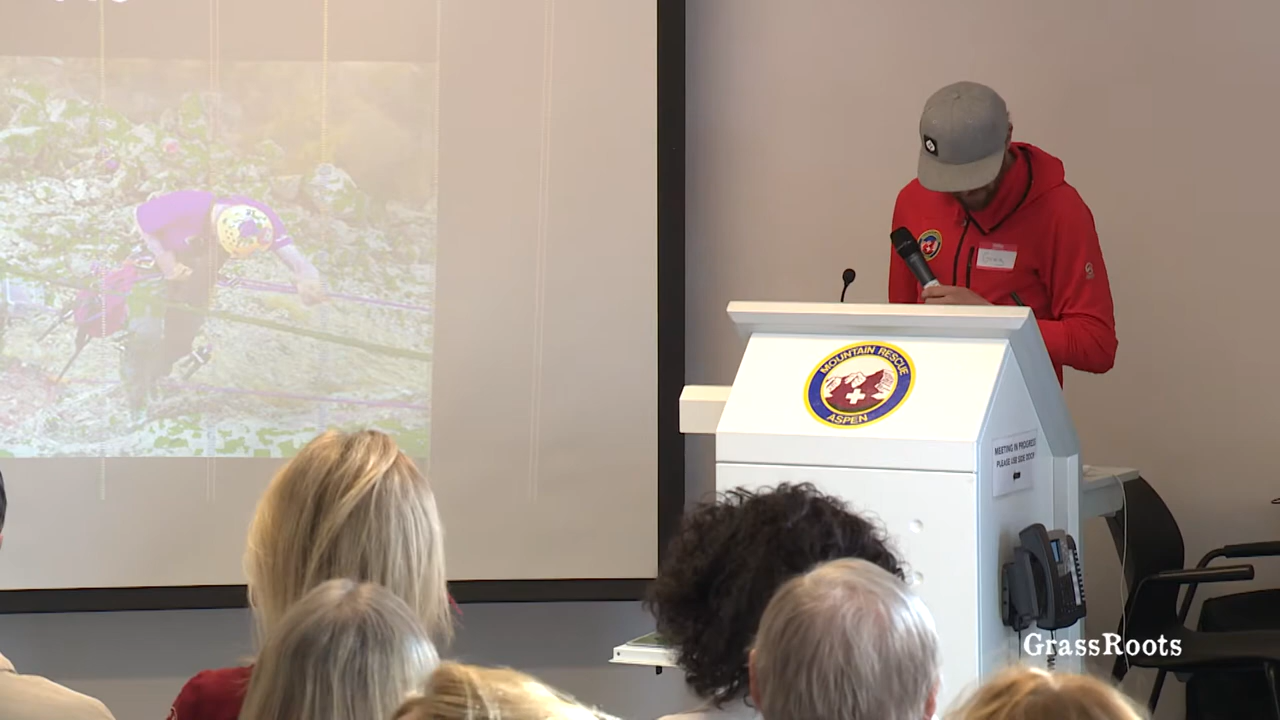 MOUNTAIN RESCUE
ASPEN
MEETING IN PROGRESS
PLEASE USE SIDE DOOR
GrassRoots